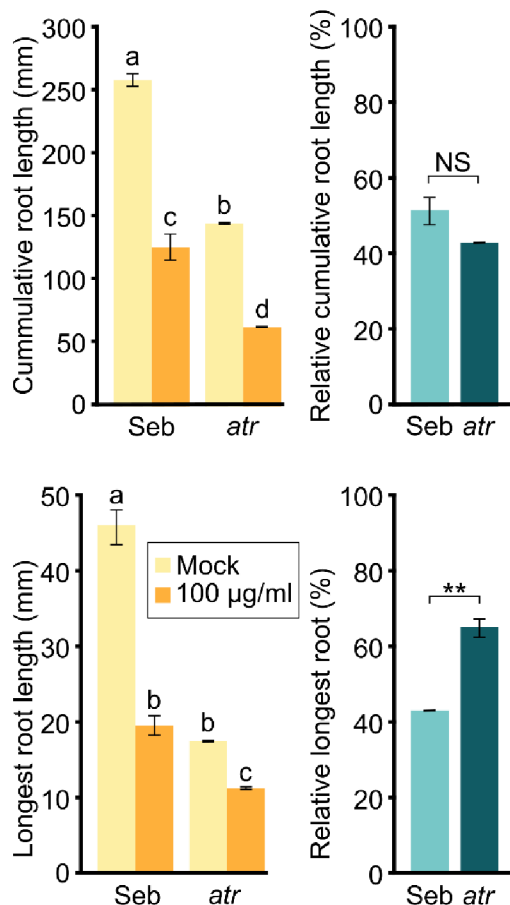 Cummulative root length (mm)
300
250
200
150
100
50
0
a
c
b
d
Seb
atr
Relative cumulative root length (%)
100
80
60
40
20
0
NS
Seb atr
Longest root length (mm)
50
40
30
20
10
0
a
b
b
c
Mock
100 µg/ml
Seb
atr
Relative longest root (%)
100
80
60
40
20
0
**
Seb atr